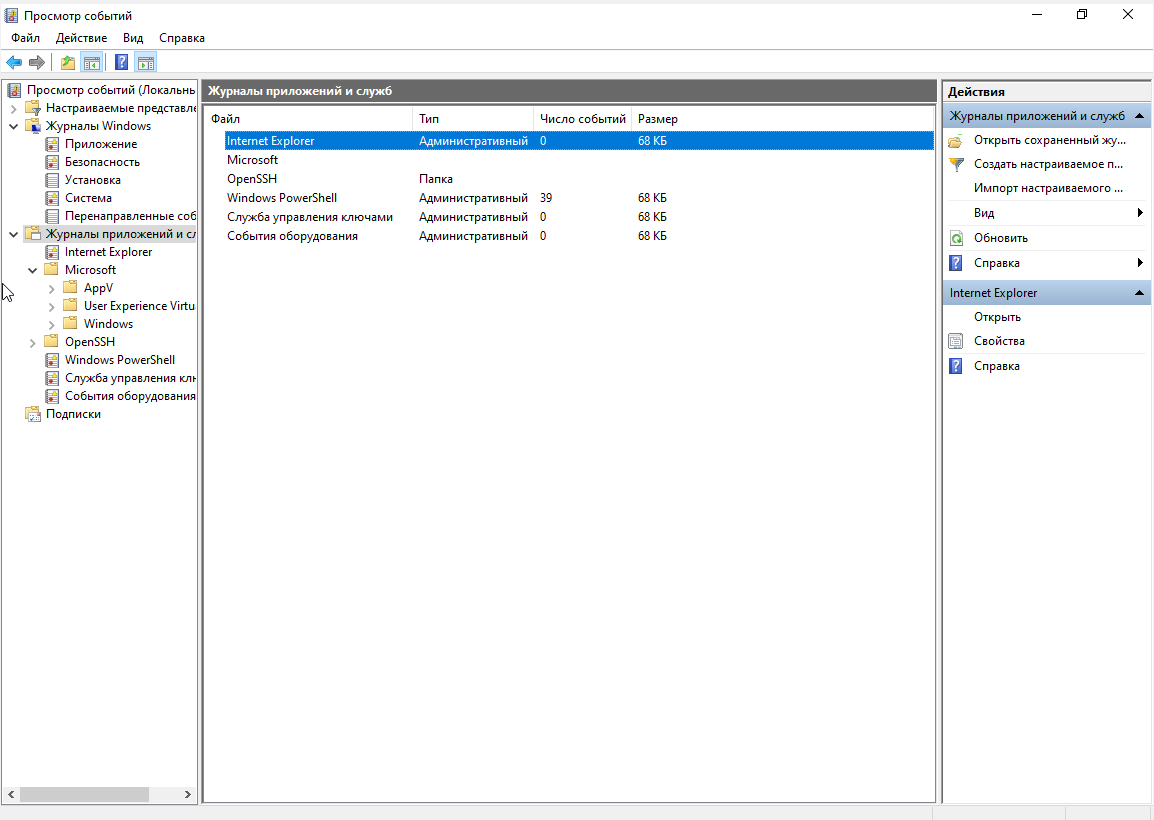 Просмотр событий
Файл Действие Вид Справка
Просмотр событий (Локальнь
Настраиваемые представле
Журналы Windows
Приложение
Безопасность
Установка
Система
Перенаправленные соб
Журналы приложений и сл
Internet Explorer
Microsoft
AppV
User Experience Virtu
Windows
OpenSSH
Windows PowerShell
Служба управления клю
События оборудования
Подписки
Журналы приложений и служб
Файл Тип Число событий Размер
Internet Explorer Административный 0 68 КБ
Microsoft
OpenSSH Папка
Windows PowerShell Административный 39 68 КБ
Служба управления ключами Административный 0 68 КБ
События оборудования Административный 0 68 КБ
Действия
Журналы приложений и служб
Открыть сохраненный жу...
Создать настраиваемое п...
Импорт настраиваемого ...
Вид
Обновить
Справка
Internet Explorer
Открыть
Свойства
Справка